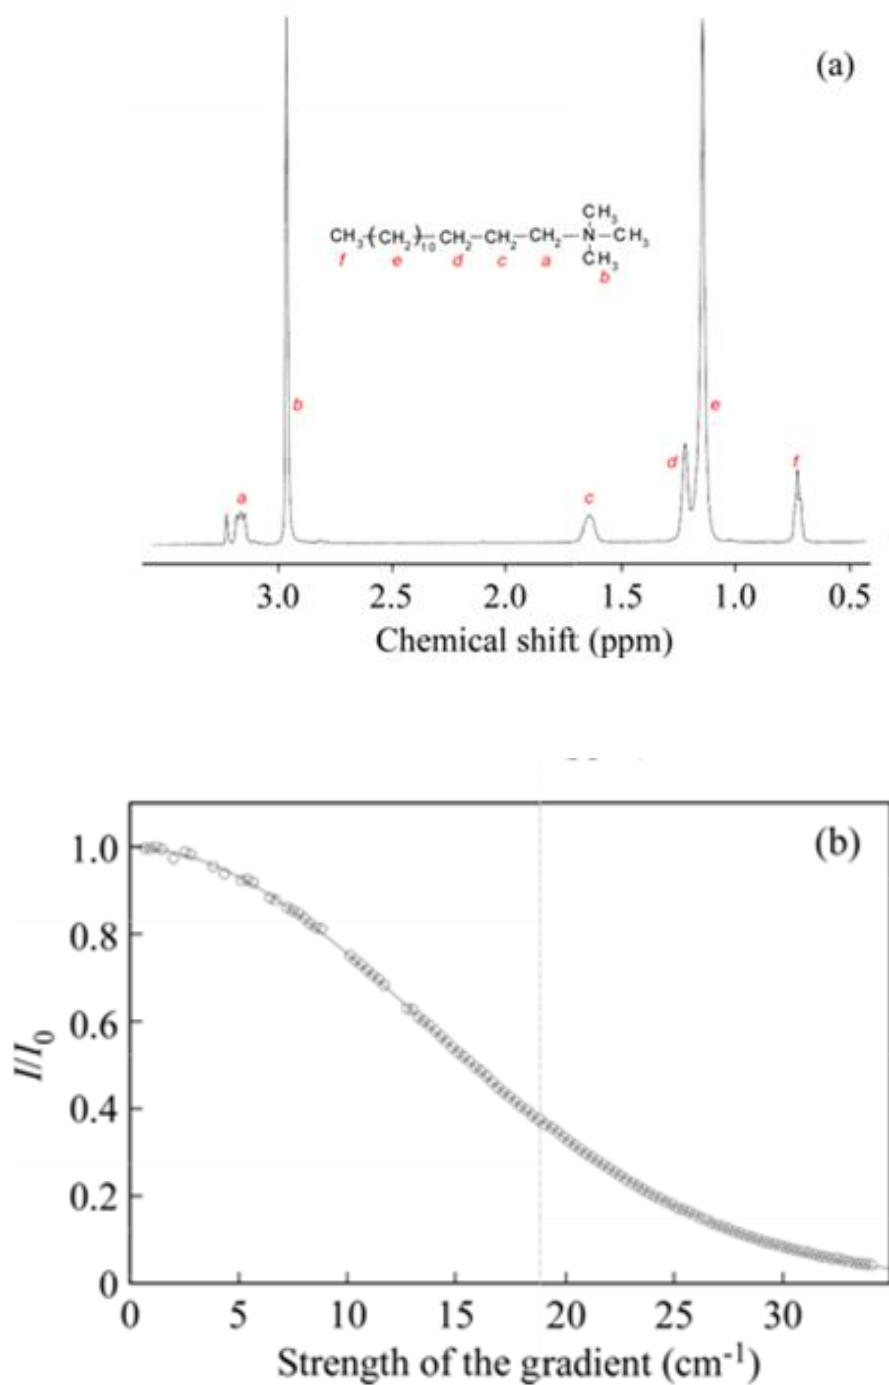 (a)
CH3
CH3-(CH2)10-CH2-CH2-CH2-N-CH3
f e d c a CH3
b
b
e
d
a
c
f
3.0 2.5 2.0 1.5 1.0 0.5
Chemical shift (ppm)
(b)
1.0
0.8
0.6
I/I0
0.4
0.2
0
0 5 10 15 20 25 30
Strength of the gradient (cm-1)